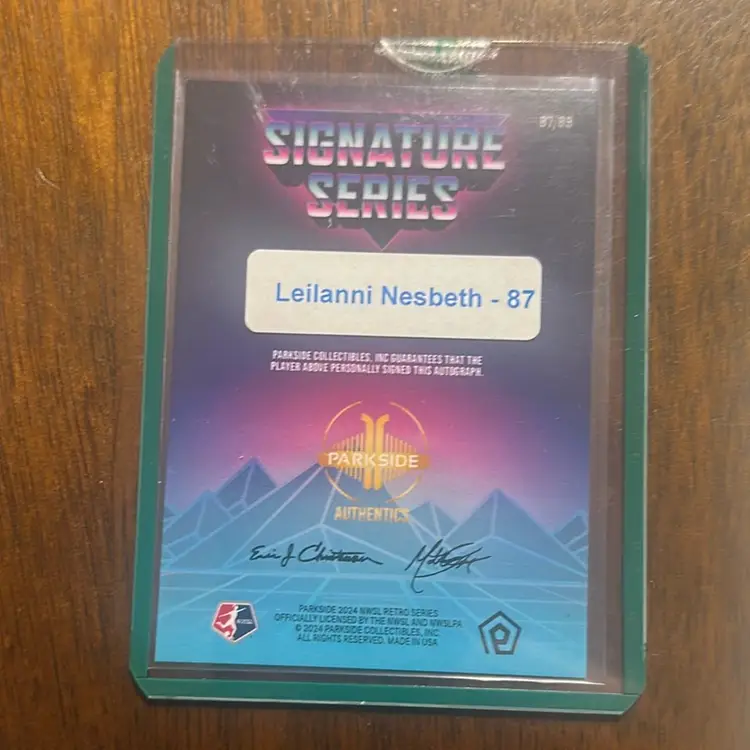 SIGNATURE
87/89
SERIES
Leilanni Nesbeth - 87
PARKSIDE COLLECTIBLES, INC GUARANTEES THAT THE
PLAYER ABOVE PERSONALLY SIGNED THIS AUTOGRAPH.
PARKSIDE
AUTHENTICS
PARKSIDE 2024 NWSL RETRO SERIES
OFFICIALLY LICENSED BY THE NWSL AND NWSLPA
© 2024 PARKSIDE COLLECTIBLES, INC.
ALL RIGHTS RESERVED. MADE IN USA